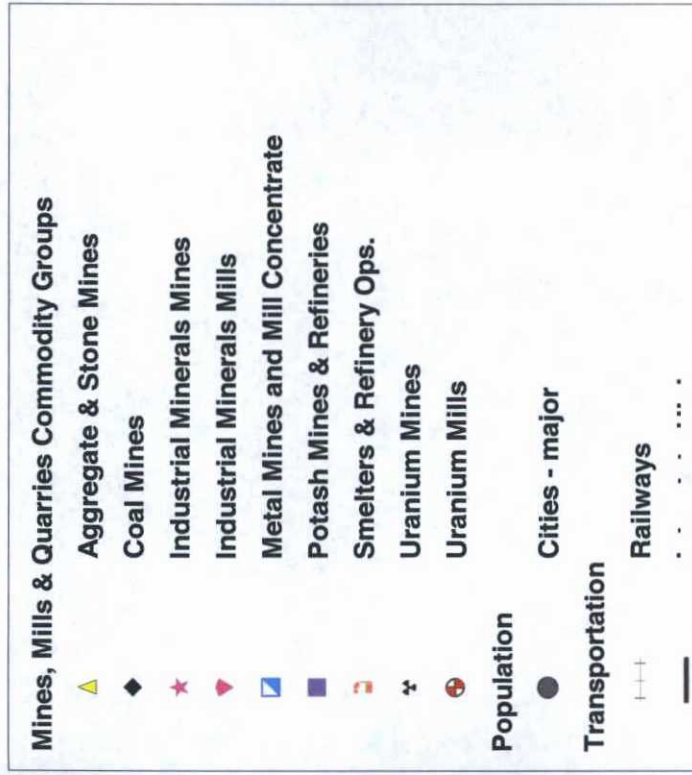 Mines, Mills & Quarries Commodity Groups
Aggregate & Stone Mines
Coal Mines
Industrial Minerals Mines
Industrial Minerals Mills
Metal Mines and Mill Concentrate
Potash Mines & Refineries
Smelters & Refinery Ops.
Uranium Mines
Uranium Mills
Population
Cities - major
Transportation
Railways